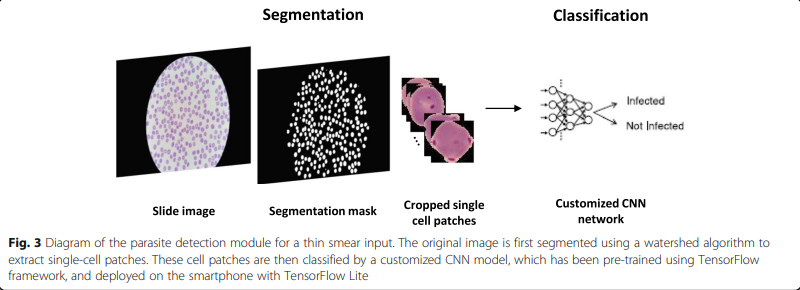 Segmentation
Classification
Infected
Not Infected
Slide image
Segmentation mask
Cropped single
cell patches
Customized CNN
network
Fig. 3 Diagram of the parasite detection module for a thin smear input. The original image is first segmented using a watershed algorithm to
extract single-cell patches. These cell patches are then classified by a customized CNN model, which has been pre-trained using TensorFlow
framework, and deployed on the smartphone with TensorFlow Lite